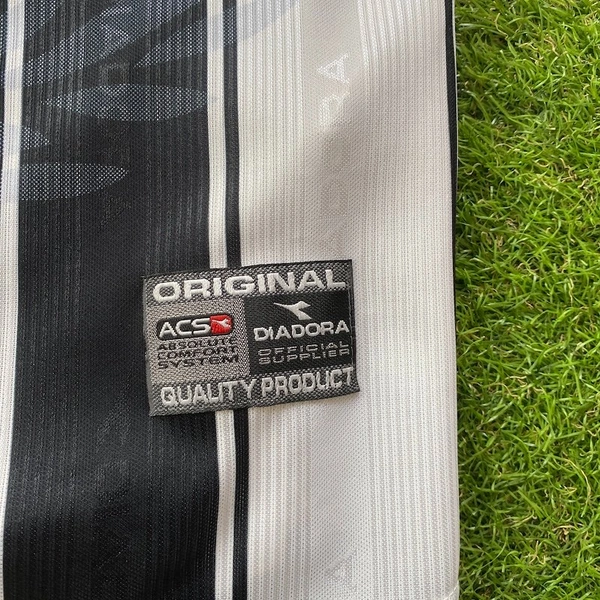 ORIGINAL
ACS
ABSOLUTE
COMFORT
SYSTEM
DIADORA
OFFICIAL
SUPPLIER
QUALITY PRODUCT